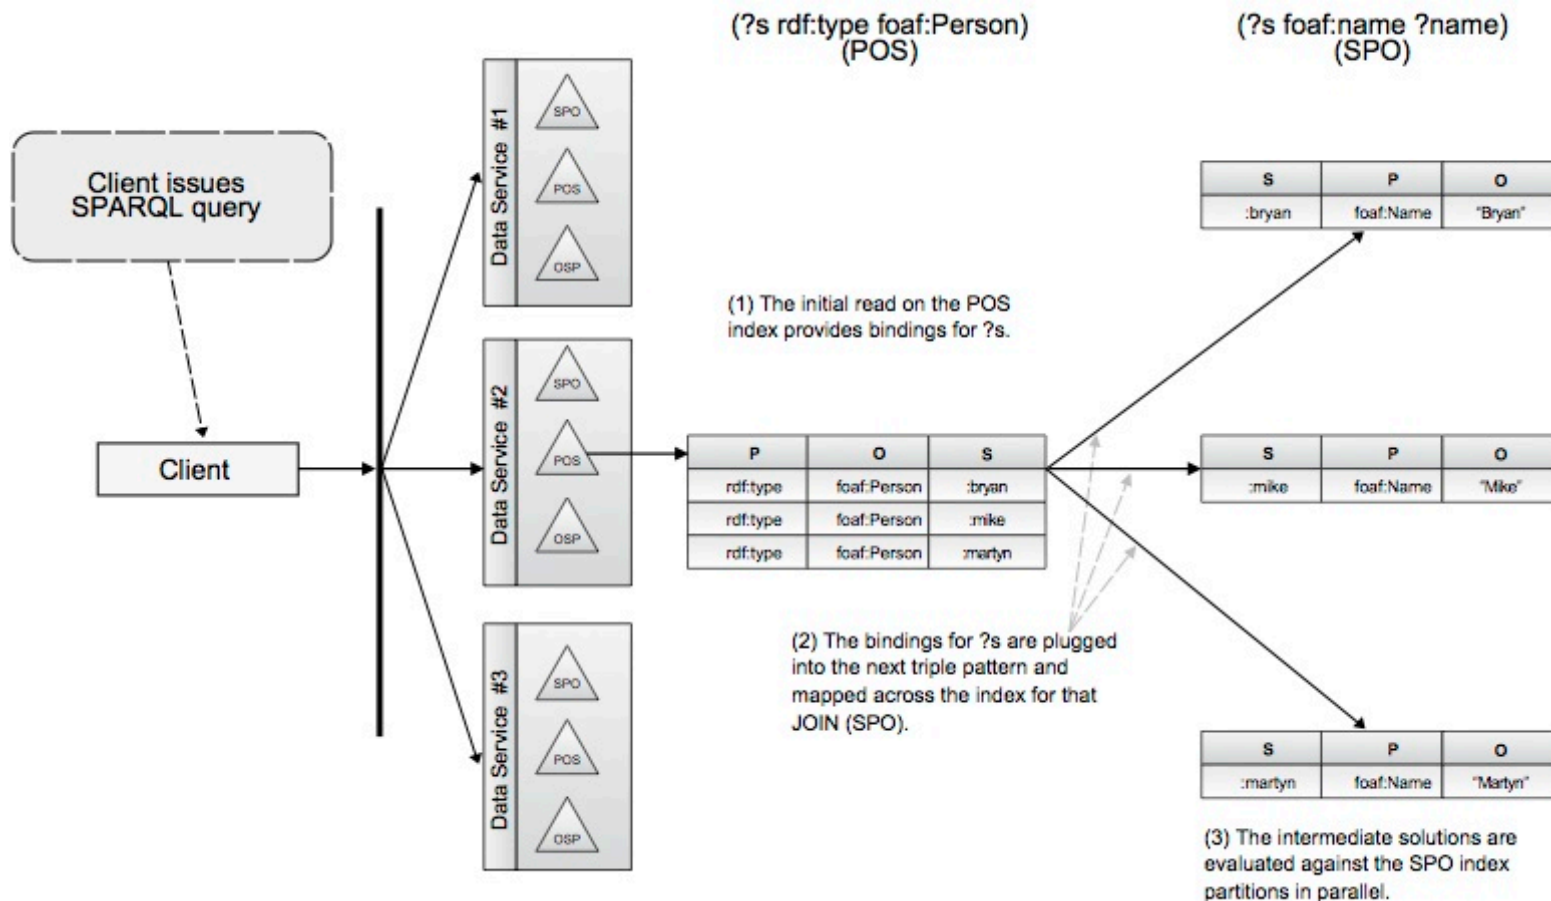 (?s rdf:type foaf:Person)
(POS)
(?s foaf:name ?name)
(SPO)
Client issues
SPARQL query
Client
Data Service #1
SPO
POS
OSP
Data Service #2
SPO
POS
OSP
Data Service #3
SPO
POS
OSP
(1) The initial read on the POS
index provides bindings for ?s.
P O S
rdf:type foaf:Person :bryan
rdf:type foaf:Person :mike
rdf:type foaf:Person :martyn
(2) The bindings for ?s are plugged
into the next triple pattern and
mapped across the index for that
JOIN (SPO).
S P O
:bryan foaf:Name "Bryan"
S P O
:mike foaf:Name "Mike"
S P O
:martyn foaf:Name "Martyn"
(3) The intermediate solutions are
evaluated against the SPO index
partitions in parallel.